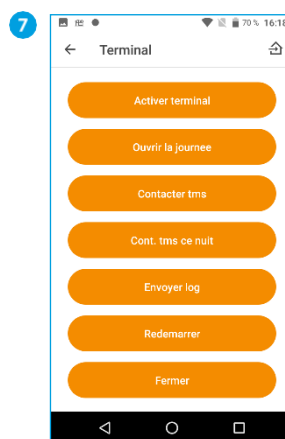 7
70 % 16:18
Terminal
Activer terminal
Ouvrir la journee
Contacter tms
Cont. tms ce nuit
Envoyer log
Redemarrer
Fermer